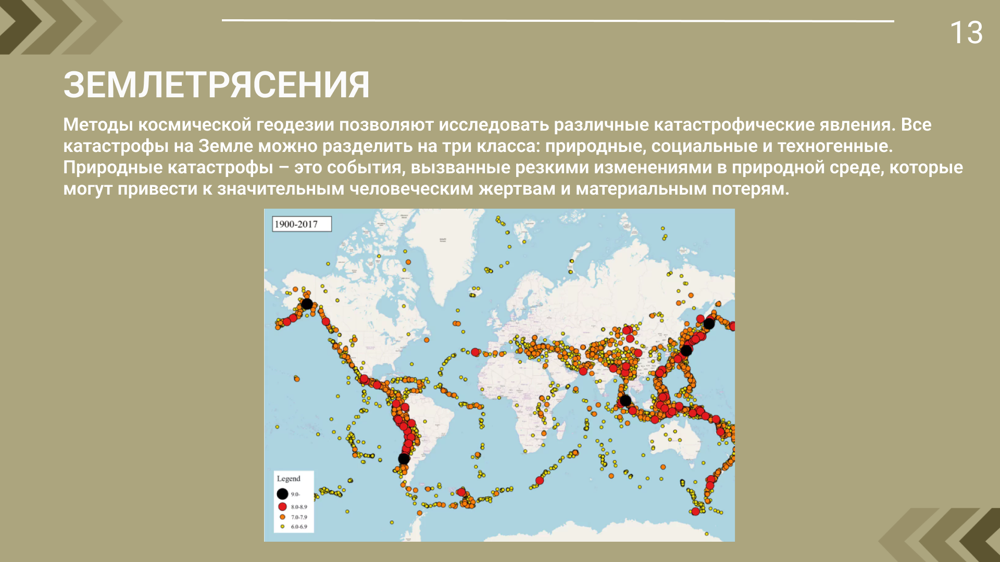 13
ЗЕМЛЕТРЯСЕНИЯ
Методы космической геодезии позволяют исследовать различные катастрофические явления. Все
катастрофы на Земле можно разделить на три класса: природные, социальные и техногенные.
Природные катастрофы – это события, вызванные резкими изменениями в природной среде, которые
могут привести к значительным человеческим жертвам и материальным потерям.
1900-2017
Legend
9.0-
8.0-8.9
7.0-7.9
6.0-6.9